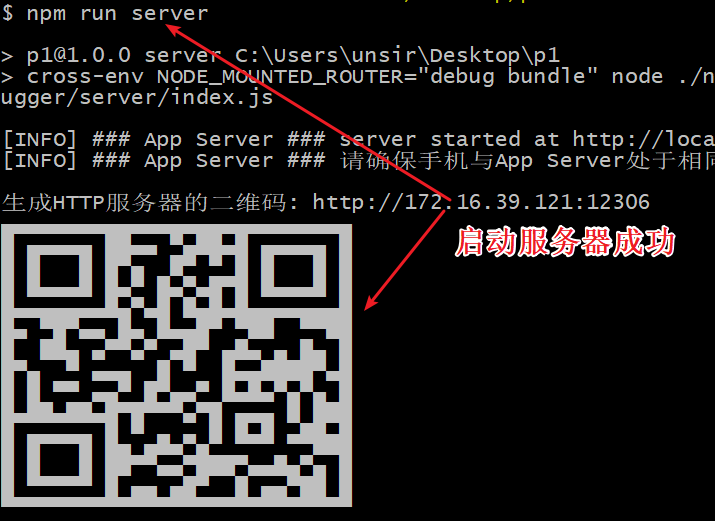 $ npm run server
> p1@1.0.0 server C:\Users\unsir\Desktop\p1
> cross-env NODE_MOUNTED_ROUTER="debug bundle" node ./n
ugger/server/index.js
[INFO] ### App Server ### server started at http://loca
[INFO] ### App Server ### 请确保手机与App Server处于相同
生成HTTP服务器的二维码: http://172.16.39.121:12306
启动服务器成功